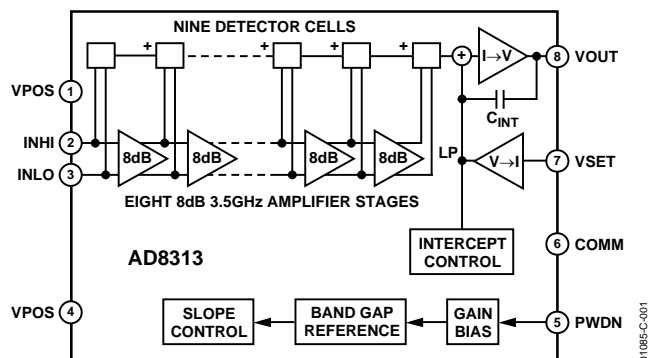 NINE DETECTOR CELLS
+ + + +
+ I→V 8 VOUT
VPOS 1
CINT
INHI 2
8dB 8dB 8dB 8dB
LP V→I 7 VSET
INLO 3
EIGHT 8dB 3.5GHz AMPLIFIER STAGES
INTERCEPT
CONTROL
6 COMM
AD8313
VPOS 4
SLOPE
CONTROL
BAND GAP
REFERENCE
GAIN
BIAS
5 PWDN
01085-C-001